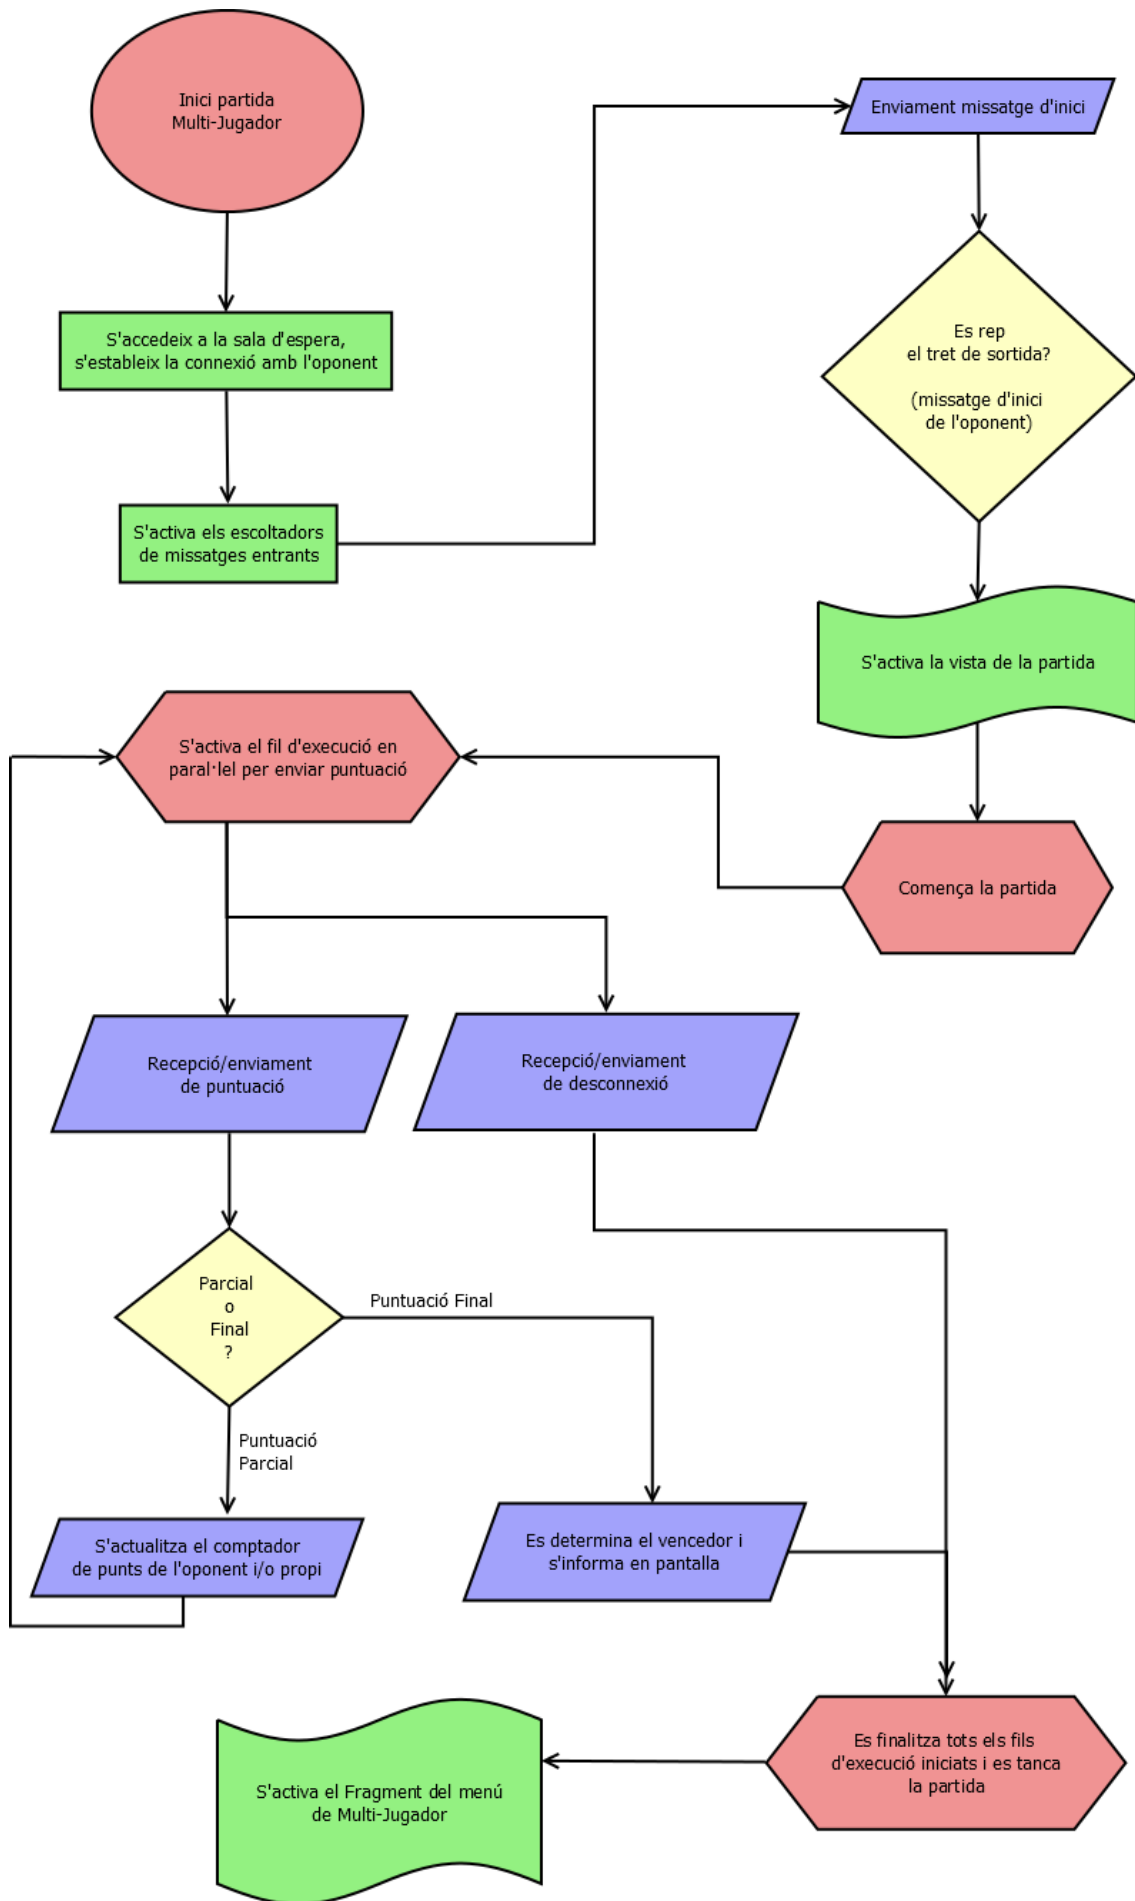 Inici partida
Multi-Jugador
S'accedeix a la sala d'espera,
s'estableix la connexió amb l'oponent
S'activa els escoltadors
de missatges entrants
Enviament missatge d'inici
Es rep
el tret de sortida?
(missatge d'inici
de l'oponent)
S'activa la vista de la partida
Comença la partida
S'activa el fil d'execució en
paral·lel per enviar puntuació
Recepció/enviament
de puntuació
Recepció/enviament
de desconnexió
Parcial
o
Final
?
Puntuació Final
Puntuació
Parcial
S'actualitza el comptador
de punts de l'oponent i/o propi
Es determina el vencedor i
s'informa en pantalla
Es finalitza tots els fils
d'execució iniciats i es tanca
la partida
S'activa el Fragment del menú
de Multi-Jugador